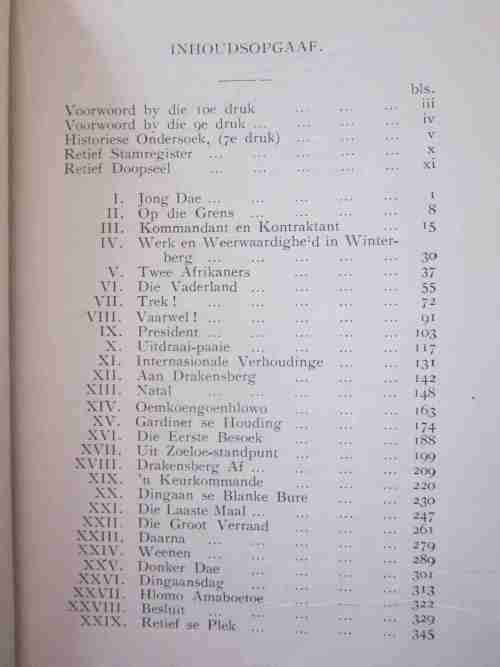 INHOUDSOPGAAF.
bls.
Voorwoord by die 10e druk ... ... ... iii
Voorwoord by die 9e druk ... ... ... iv
Historiese Ondersoek, (7e druk) ... ... v
Retief Stamregister ... ... ... ... x
Retief Doopseel ... ... ... ... xi
I. Jong Dae ... ... ... ... 1
II. Op die Grens ... ... ... ... 8
III. Kommandant en Kontraktant ... ... 15
IV. Werk en Weerwaardigheid in Winter-
berg ... ... ... ... 30
V. Twee Afrikaners ... ... ... 37
VI. Die Vaderland ... ... ... ... 55
VII. Trek! ... ... ... ... 72
VIII. Vaarwel! ... ... ... ... 91
IX. President ... ... ... ... 103
X. Uitdraai-paaie ... ... ... ... 117
XI. Internasionale Verhoudinge ... ... 131
XII. Aan Drakensberg ... ... ... 142
XIII. Natal ... ... ... ... 148
XIV. Oemkoengoenhlowo ... ... ... 163
XV. Gardiner se Houding ... ... ... 174
XVI. Die Eerste Besoek ... ... ... 188
XVII. Uit Zoeloe-standpunt ... ... ... 199
XVIII. Drakensberg Af ... ... ... ... 209
XIX. 'n Keurkommande ... ... ... 220
XX. Dingaan se Blanke Bure ... ... 230
XXI. Die Laaste Maal ... ... ... ... 247
XXII. Die Groot Verraad ... ... ... 261
XXIII. Daarna ... ... ... ... 279
XXIV. Weenen ... ... ... ... 289
XXV. Donker Dae ... ... ... ... 301
XXVI. Dingaansdag ... ... ... ... 313
XXVII. Hlomo Amaboetoe ... ... ... 322
XXVIII. Besluit ... ... ... ... 329
XXIX. Retief se Plek ... ... ... ... 345